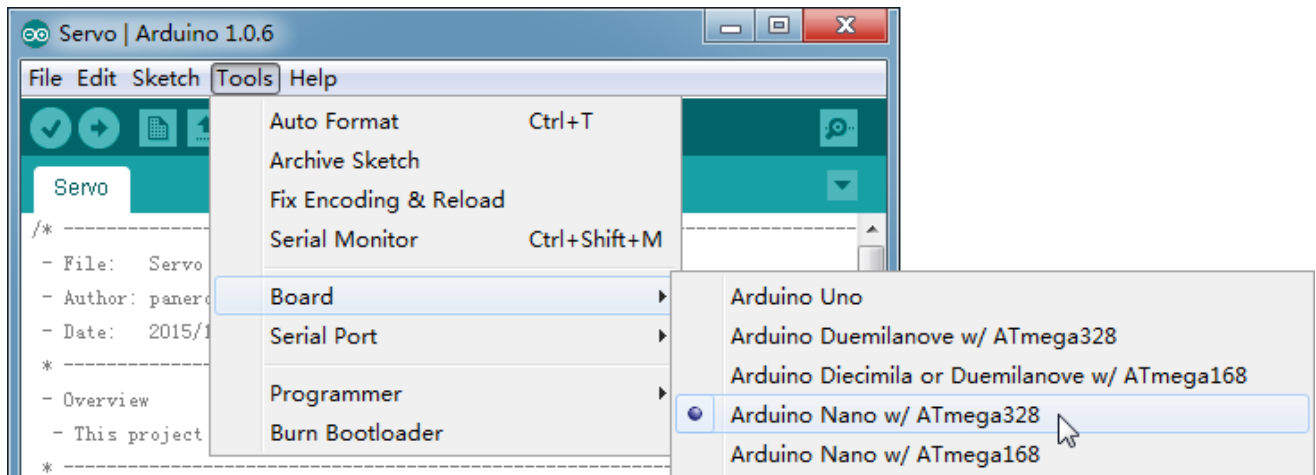 Servo | Arduino 1.0.6
File Edit Sketch Tools Help
Auto Format Ctrl+T
Archive Sketch
Fix Encoding & Reload
Serial Monitor Ctrl+Shift+M
Board
Serial Port
Programmer
Burn Bootloader
Arduino Uno
Arduino Duemilanove w/ ATmega328
Arduino Diecimila or Duemilanove w/ ATmega168
Arduino Nano w/ ATmega328
Arduino Nano w/ ATmega168
Servo
/* ---
- File: Servo
- Author:
- Date: 2015/1
* ---
- Overview
- This project
* ---